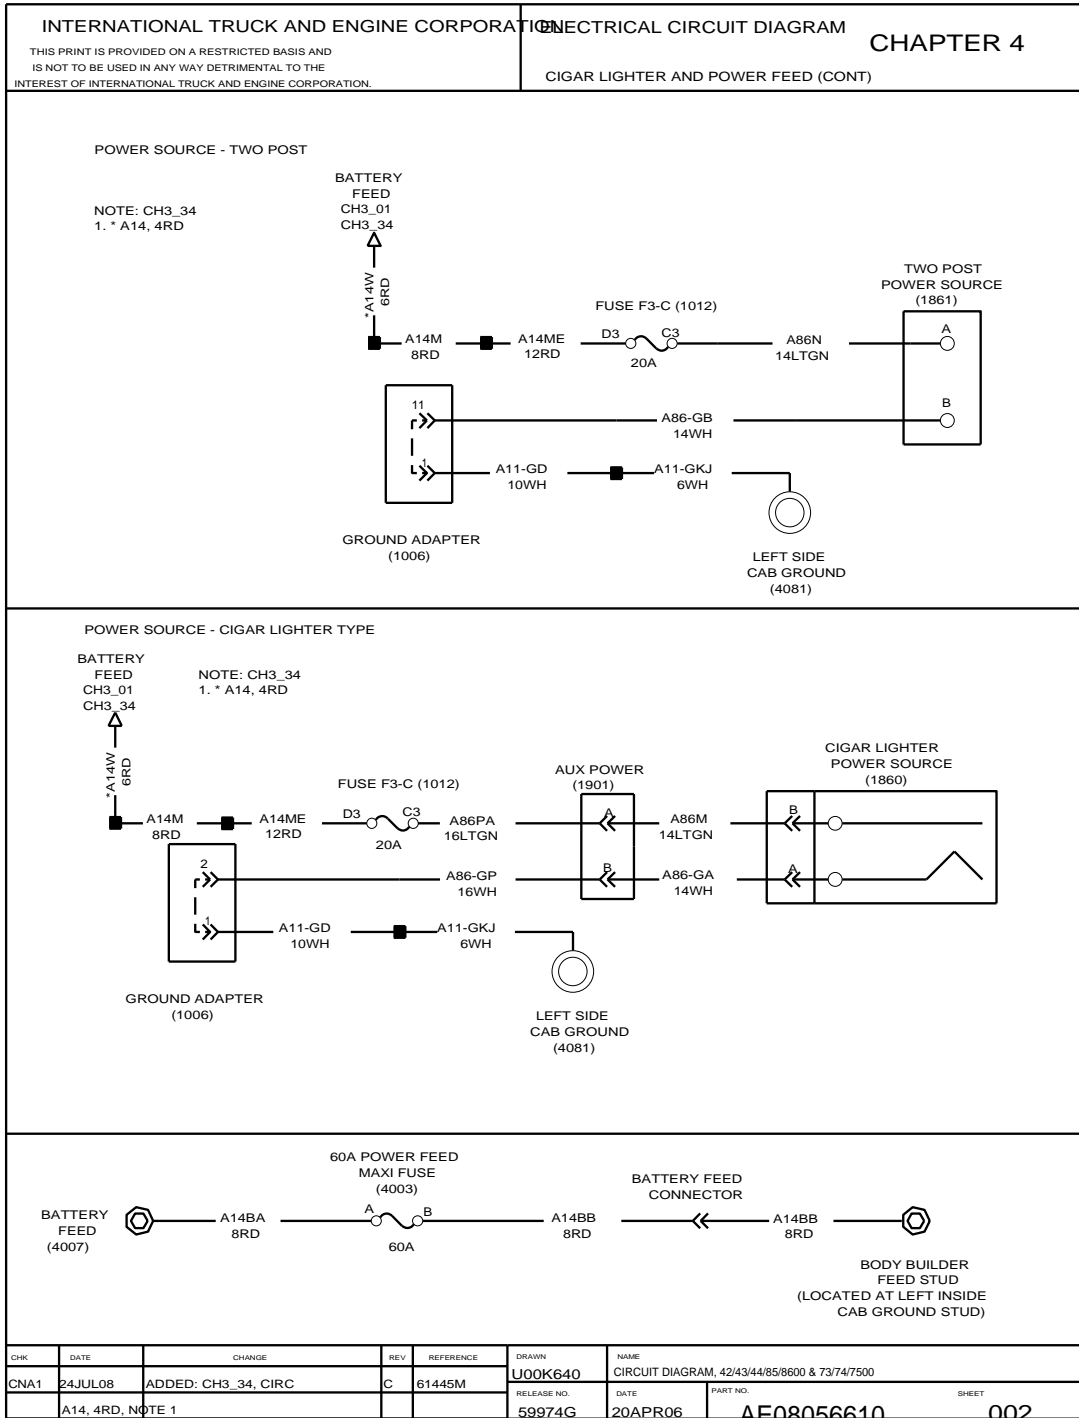 INTERNATIONAL TRUCK AND ENGINE CORPORATION
THIS PRINT IS PROVIDED ON A RESTRICTED BASIS AND
IS NOT TO BE USED IN ANY WAY DETRIMENTAL TO THE
INTEREST OF INTERNATIONAL TRUCK AND ENGINE CORPORATION.
ELECTRICAL CIRCUIT DIAGRAM
CHAPTER 4
CIGAR LIGHTER AND POWER FEED (CONT)
POWER SOURCE - TWO POST
NOTE: CH3_34
1. * A14, 4RD
BATTERY
FEED
CH3_01
CH3_34
*A14W
6RD
A14M
8RD
A14ME
12RD
FUSE F3-C (1012)
D3
C3
20A
A86N
14LTGN
TWO POST
POWER SOURCE
(1861)
A
B
11
A86-GB
14WH
1
A11-GD
10WH
A11-GKJ
6WH
GROUND ADAPTER
(1006)
LEFT SIDE
CAB GROUND
(4081)
POWER SOURCE - CIGAR LIGHTER TYPE
BATTERY
FEED
CH3_01
CH3_34
NOTE: CH3_34
1. * A14, 4RD
*A14W
6RD
A14M
8RD
A14ME
12RD
FUSE F3-C (1012)
D3
C3
20A
A86PA
16LTGN
AUX POWER
(1901)
A
B
A86M
14LTGN
CIGAR LIGHTER
POWER SOURCE
(1860)
B
A
2
A86-GP
16WH
A86-GA
14WH
1
A11-GD
10WH
A11-GKJ
6WH
GROUND ADAPTER
(1006)
LEFT SIDE
CAB GROUND
(4081)
60A POWER FEED
MAXI FUSE
(4003)
BATTERY
FEED
(4007)
A14BA
8RD
A
B
60A
A14BB
8RD
BATTERY FEED
CONNECTOR
A14BB
8RD
BODY BUILDER
FEED STUD
(LOCATED AT LEFT INSIDE
CAB GROUND STUD)
CHK DATE CHANGE REV REFERENCE
CNA1 24JUL08 ADDED: CH3_34, CIRC C 61445M
A14, 4RD, NOTE 1
DRAWN
U00K640
NAME
CIRCUIT DIAGRAM, 42/43/44/85/8600 & 73/74/7500
RELEASE NO.
59974G
DATE
20APR06
PART NO.
AE08056610
SHEET
002